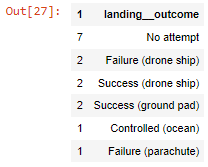 Out[27]: 1 landing__outcome
7 No attempt
2 Failure (drone ship)
2 Success (drone ship)
2 Success (ground pad)
1 Controlled (ocean)
1 Failure (parachute)